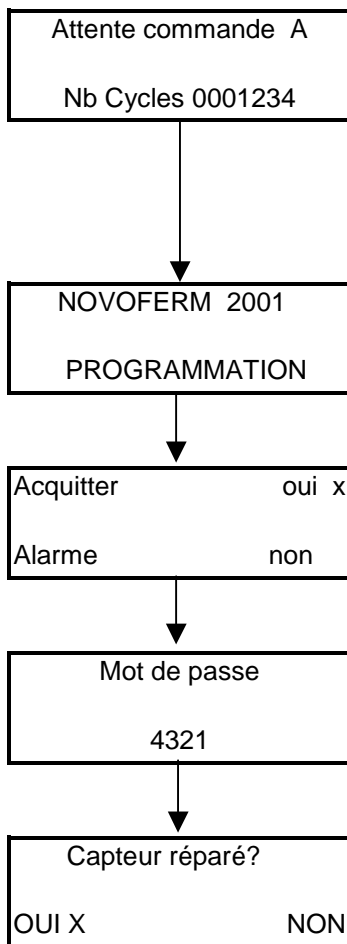 Attente commande A
Nb Cycles 0001234
NOVOFERM 2001
PROGRAMMATION
Acquitter oui x
Alarme non
Mot de passe
4321
Capteur réparé?
OUI X NON